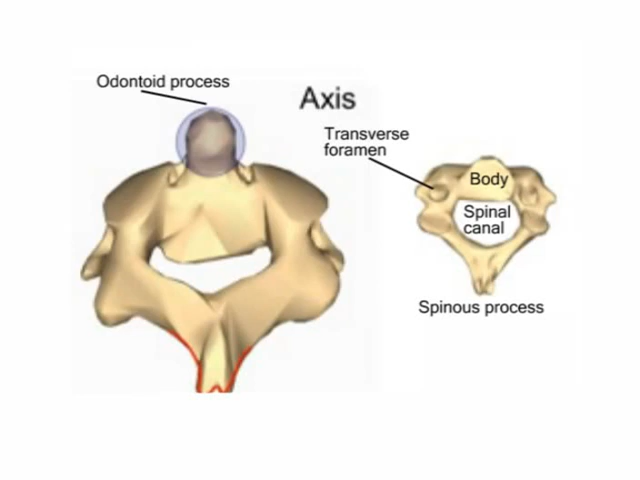 Odontoid process
Axis
Transverse
foramen
Body
Spinal
canal
Spinous process